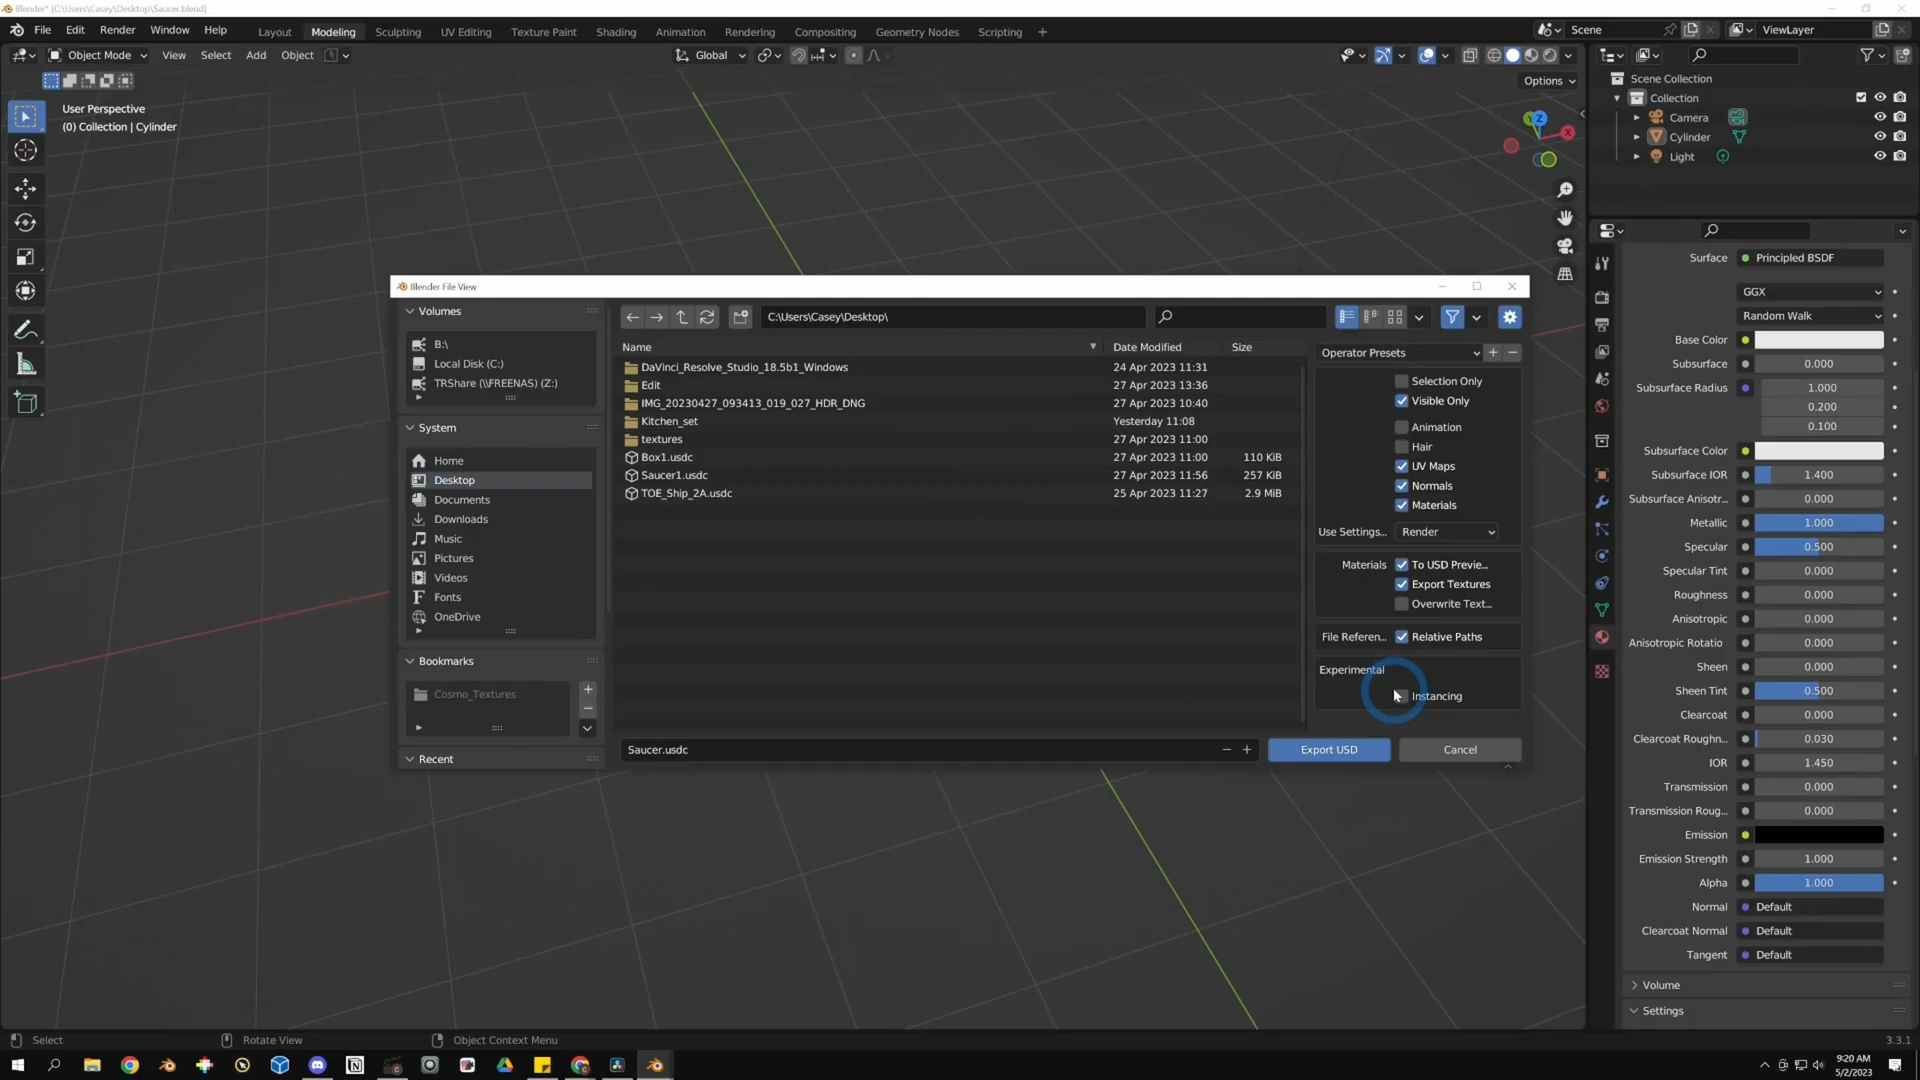 Blender* [C:\Users\Casey\Desktop\Saucer.blend]
File Edit Render Window Help Layout Modeling Sculpting UV Editing Texture Paint Shading Animation Rendering Compositing Geometry Nodes Scripting + Scene ViewLayer
Object Mode View Select Add Object Global
Options
User Perspective
(0) Collection | Cylinder
Z
X
Scene Collection
Collection
Camera
Cylinder
Light
Blender File View
Volumes
B:\
Local Disk (C:)
TRShare (\\FREENAS) (Z:)
System
Home
Desktop
Documents
Downloads
Music
Pictures
Videos
Fonts
OneDrive
Bookmarks
Cosmo_Textures
Recent
C:\Users\Casey\Desktop\
Name Date Modified Size
DaVinci_Resolve_Studio_18.5b1_Windows 24 Apr 2023 11:31
Edit 27 Apr 2023 13:36
IMG_20230427_093413_019_027_HDR_DNG 27 Apr 2023 10:40
Kitchen_set Yesterday 11:08
textures 27 Apr 2023 11:00
Box1.usdc 27 Apr 2023 11:00 110 KiB
Saucer1.usdc 27 Apr 2023 11:56 257 KiB
TOE_Ship_2A.usdc 25 Apr 2023 11:27 2.9 MiB
Operator Presets
Selection Only
Visible Only
Animation
Hair
UV Maps
Normals
Materials
Use Settings... Render
Materials To USD Previe...
Export Textures
Overwrite Text...
File Referen... Relative Paths
Experimental
Instancing
Saucer.usdc
Export USD Cancel
Surface Principled BSDF
GGX
Random Walk
Base Color
Subsurface 0.000
Subsurface Radius 1.000
0.200
0.100
Subsurface Color
Subsurface IOR 1.400
Subsurface Anisotr... 0.000
Metallic 1.000
Specular 0.500
Specular Tint 0.000
Roughness 0.000
Anisotropic 0.000
Anisotropic Rotatio 0.000
Sheen 0.000
Sheen Tint 0.500
Clearcoat 0.000
Clearcoat Roughn... 0.030
IOR 1.450
Transmission 0.000
Transmission Roug... 0.000
Emission
Emission Strength 1.000
Alpha 1.000
Normal Default
Clearcoat Normal Default
Tangent Default
Volume
Settings
Select Rotate View Object Context Menu 3.3.1
9:20 AM
5/2/2023